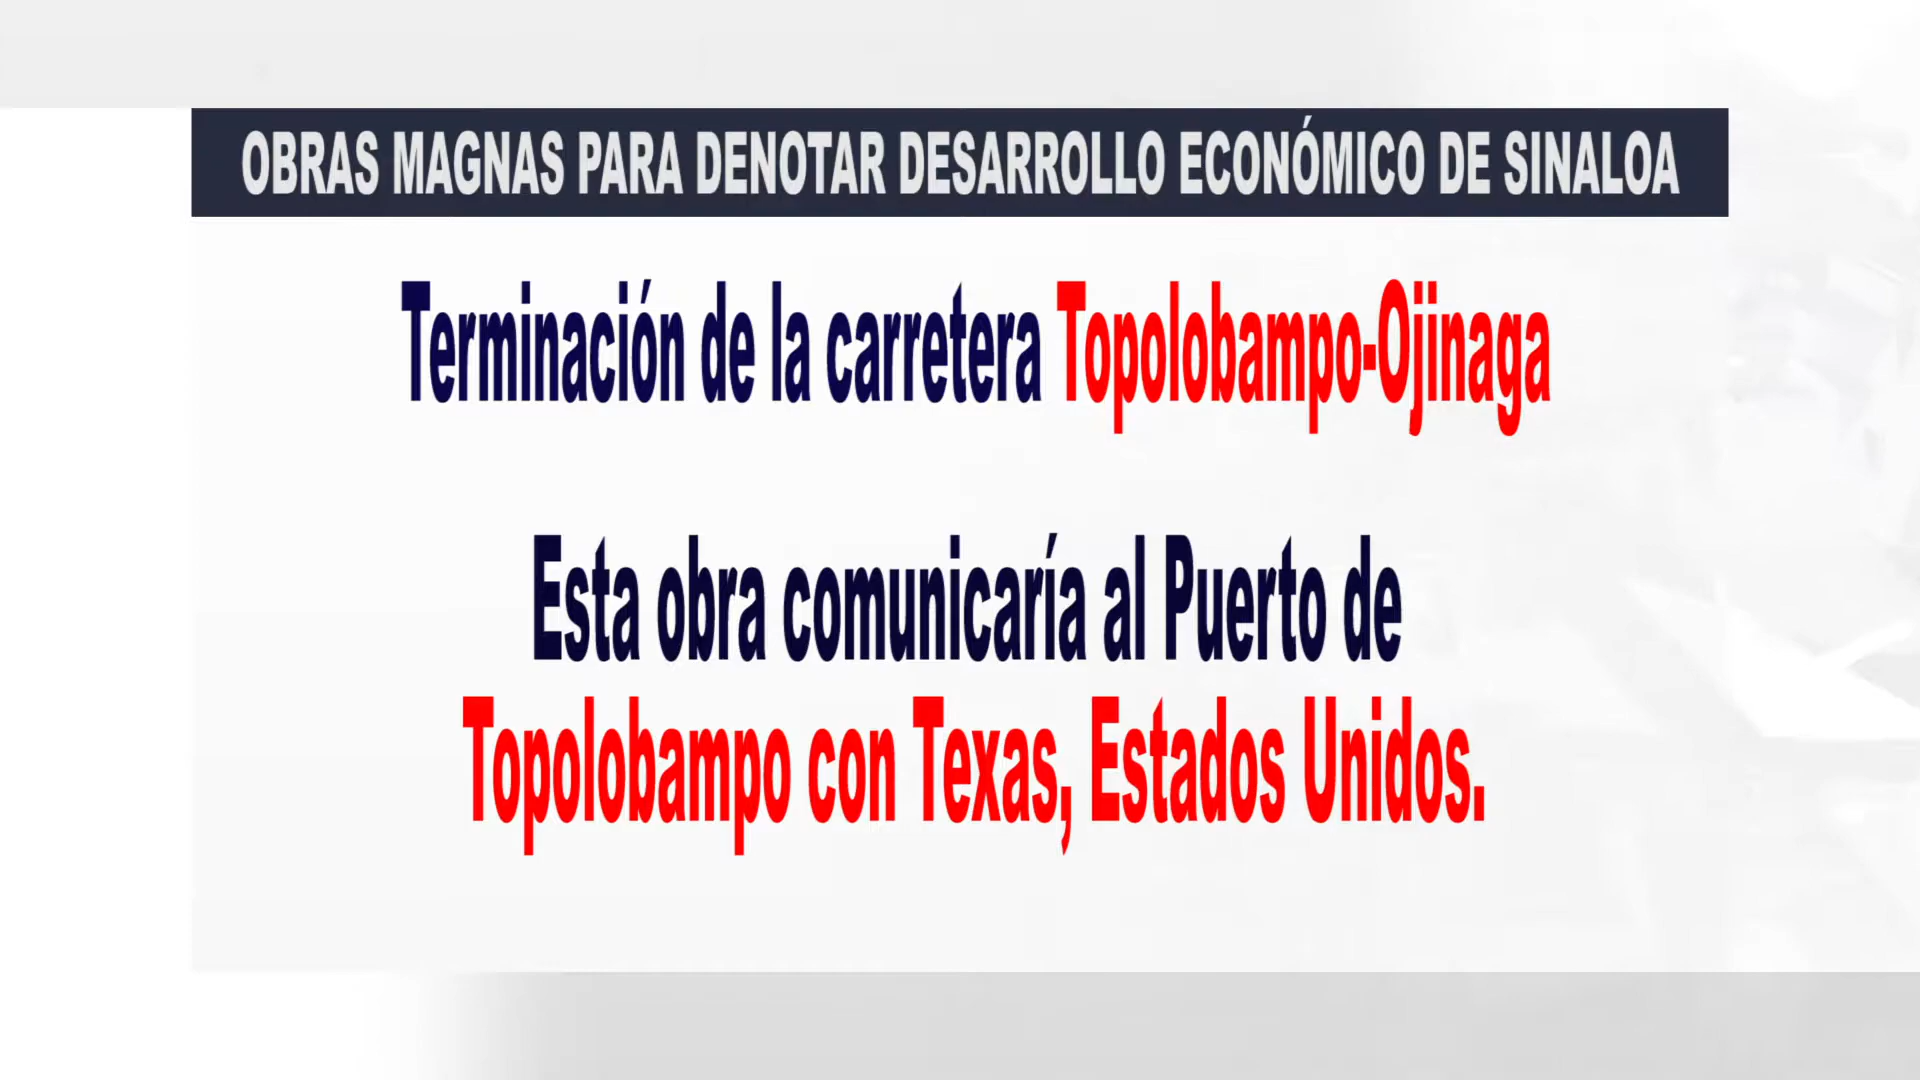 OBRAS MAGNAS PARA DENOTAR DESARROLLO ECONÓMICO DE SINALOA
Terminación de la carretera Topolobampo-Ojinaga
Esta obra comunicaría al Puerto de
Topolobampo con Texas, Estados Unidos.